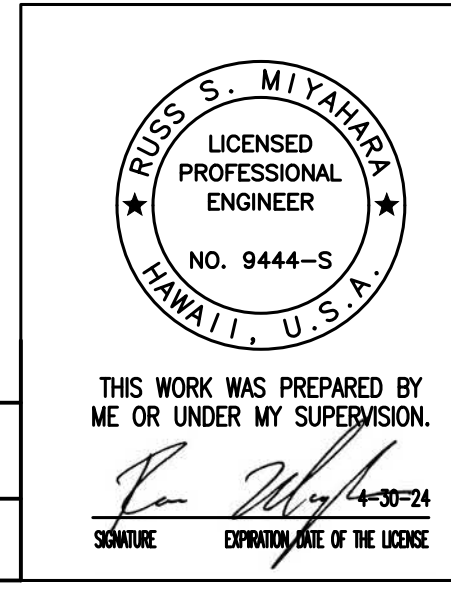 RUSS S. MIYAHARA
LICENSED
PROFESSIONAL
ENGINEER
NO. 9444-S
HAWAII, U.S.A.
THIS WORK WAS PREPARED BY
ME OR UNDER MY SUPERVISION.
4-30-24
SIGNATURE EXPIRATION DATE OF THE LICENSE